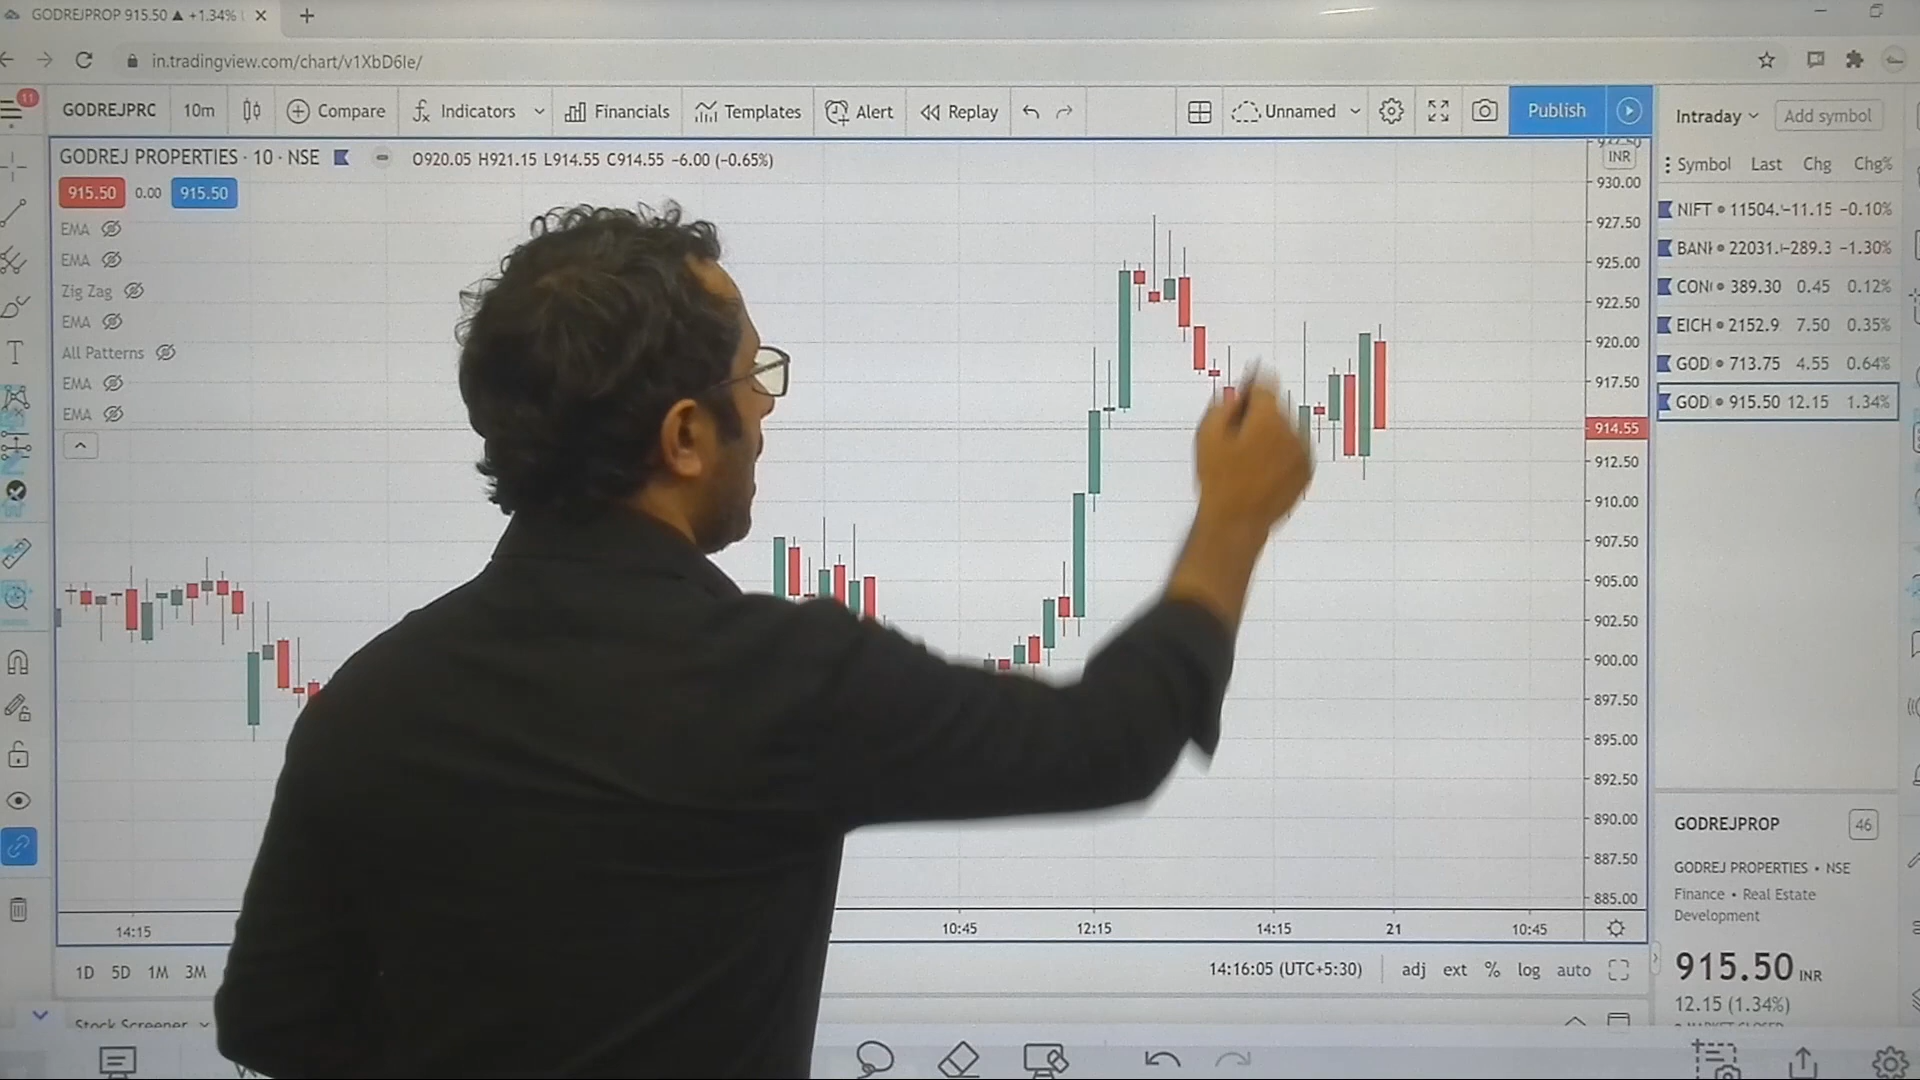 GODREJPROP 915.50 ▲ +1.34%
in.tradingview.com/chart/v1XbD6Ie/
11
GODREJPRC 10m Compare Indicators Financials Templates Alert Replay Unnamed Publish
Intraday Add symbol
GODREJ PROPERTIES · 10 · NSE O920.05 H921.15 L914.55 C914.55 −6.00 (−0.65%)
915.50 0.00 915.50
EMA
EMA
Zig Zag
EMA
All Patterns
EMA
EMA
INR
930.00
927.50
925.00
922.50
920.00
917.50
914.55
912.50
910.00
907.50
905.00
902.50
900.00
897.50
895.00
892.50
890.00
887.50
885.00
Symbol Last Chg Chg%
NIFT 11504. −11.15 −0.10%
BAN 22031. −289.3 −1.30%
CON 389.30 0.45 0.12%
EICH 2152.9 7.50 0.35%
GOD 713.75 4.55 0.64%
GOD 915.50 12.15 1.34%
14:15 10:45 12:15 14:15 21 10:45
1D 5D 1M 3M 14:16:05 (UTC+5:30) adj ext % log auto
Stock Screener
GODREJPROP 46
GODREJ PROPERTIES • NSE
Finance • Real Estate
Development
915.50 INR
12.15 (1.34%)